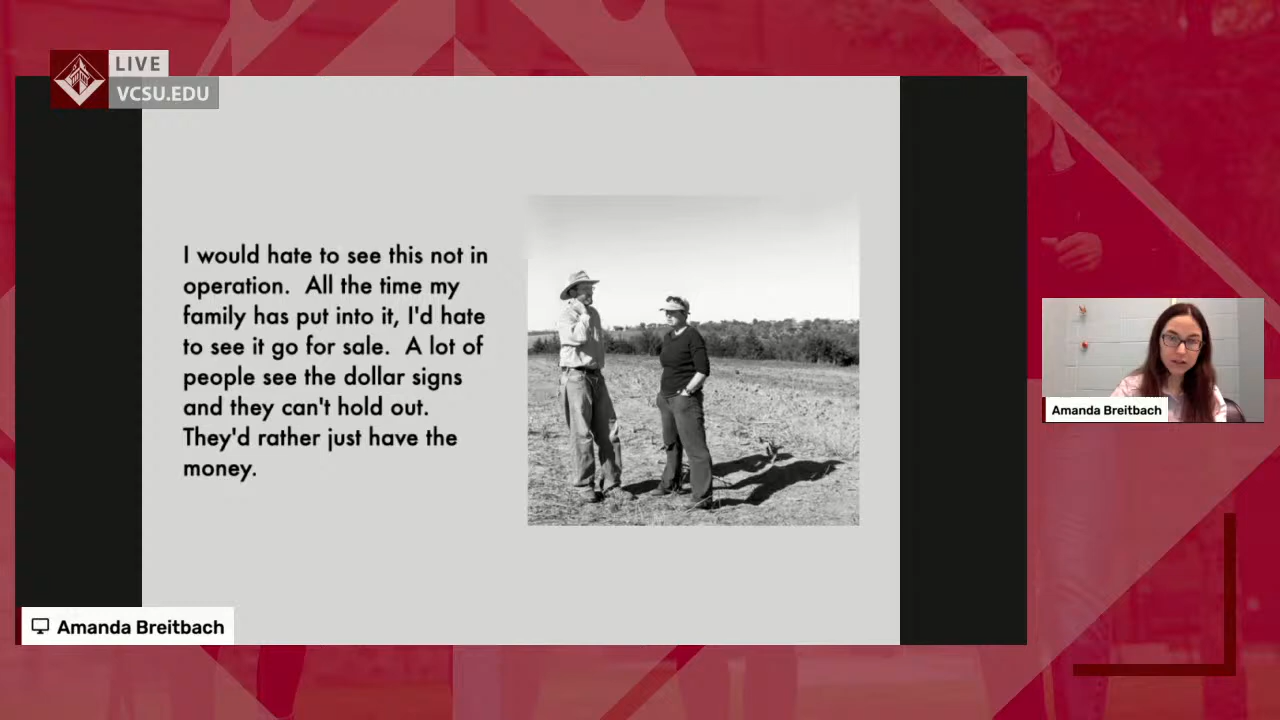 LIVE
VCSU.EDU
I would hate to see this not in
operation.  All the time my
family has put into it, I'd hate
to see it go for sale.  A lot of
people see the dollar signs
and they can't hold out.
They'd rather just have the
money.
Amanda Breitbach
Amanda Breitbach